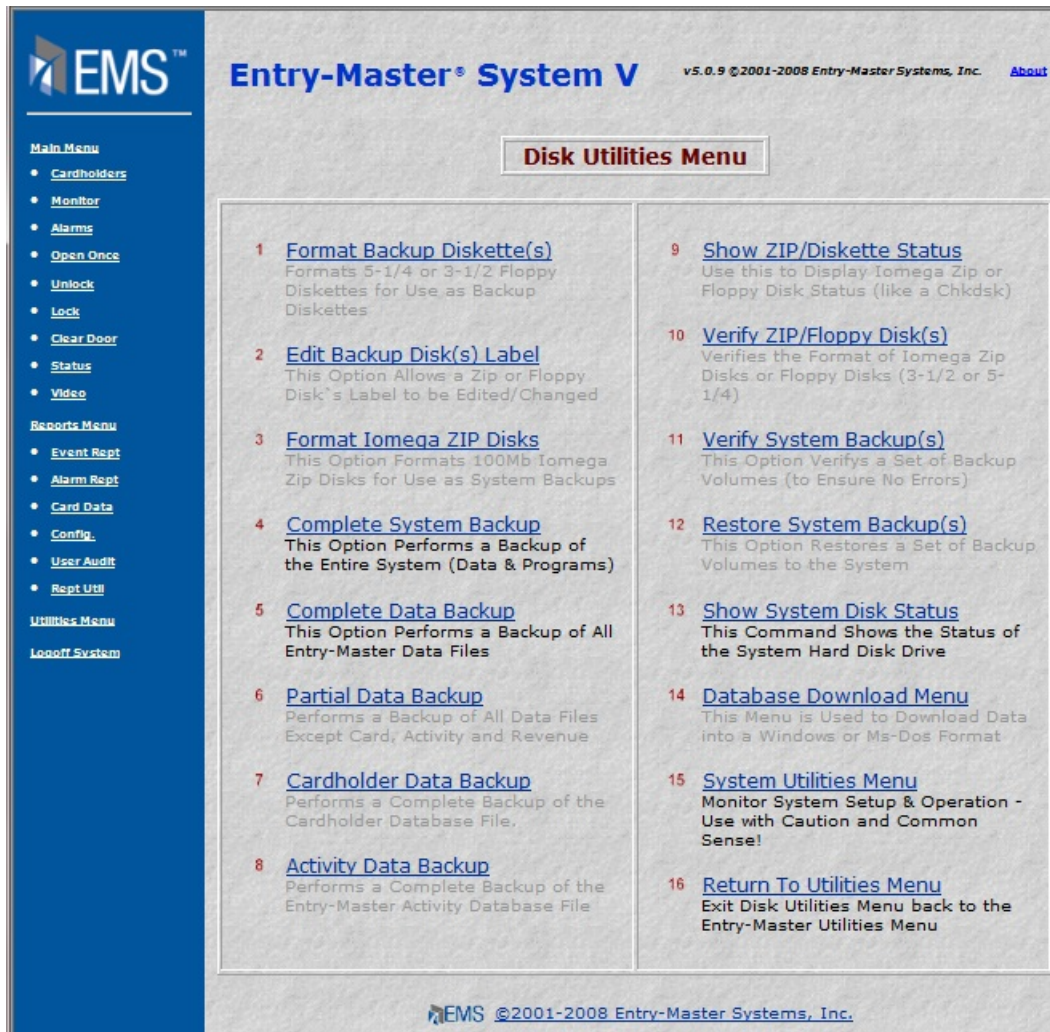 EMS™
Entry-Master® System V
v5.0.9 ©2001-2008 Entry-Master Systems, Inc.
About
Main Menu
Cardholders
Monitor
Alarms
Open Once
Unlock
Lock
Clear Door
Status
Video
Reports Menu
Event Rept
Alarm Rept
Card Data
Config.
User Audit
Rept Util
Utilities Menu
Logoff System
Disk Utilities Menu
1 Format Backup Diskette(s)
Formats 5-1/4 or 3-1/2 Floppy
Diskettes for Use as Backup
Diskettes
2 Edit Backup Disk(s) Label
This Option Allows a Zip or Floppy
Disk`s Label to be Edited/Changed
3 Format Iomega ZIP Disks
This Option Formats 100Mb Iomega
Zip Disks for Use as System Backups
4 Complete System Backup
This Option Performs a Backup of
the Entire System (Data & Programs)
5 Complete Data Backup
This Option Performs a Backup of All
Entry-Master Data Files
6 Partial Data Backup
Performs a Backup of All Data Files
Except Card, Activity and Revenue
7 Cardholder Data Backup
Performs a Complete Backup of the
Cardholder Database File.
8 Activity Data Backup
Performs a Complete Backup of the
Entry-Master Activity Database File
9 Show ZIP/Diskette Status
Use this to Display Iomega Zip or
Floppy Disk Status (like a Chkdsk)
10 Verify ZIP/Floppy Disk(s)
Verifies the Format of Iomega Zip
Disks or Floppy Disks (3-1/2 or 5-
1/4)
11 Verify System Backup(s)
This Option Verifys a Set of Backup
Volumes (to Ensure No Errors)
12 Restore System Backup(s)
This Option Restores a Set of Backup
Volumes to the System
13 Show System Disk Status
This Command Shows the Status of
the System Hard Disk Drive
14 Database Download Menu
This Menu is Used to Download Data
into a Windows or Ms-Dos Format
15 System Utilities Menu
Monitor System Setup & Operation -
Use with Caution and Common
Sense!
16 Return To Utilities Menu
Exit Disk Utilities Menu back to the
Entry-Master Utilities Menu
EMS ©2001-2008 Entry-Master Systems, Inc.